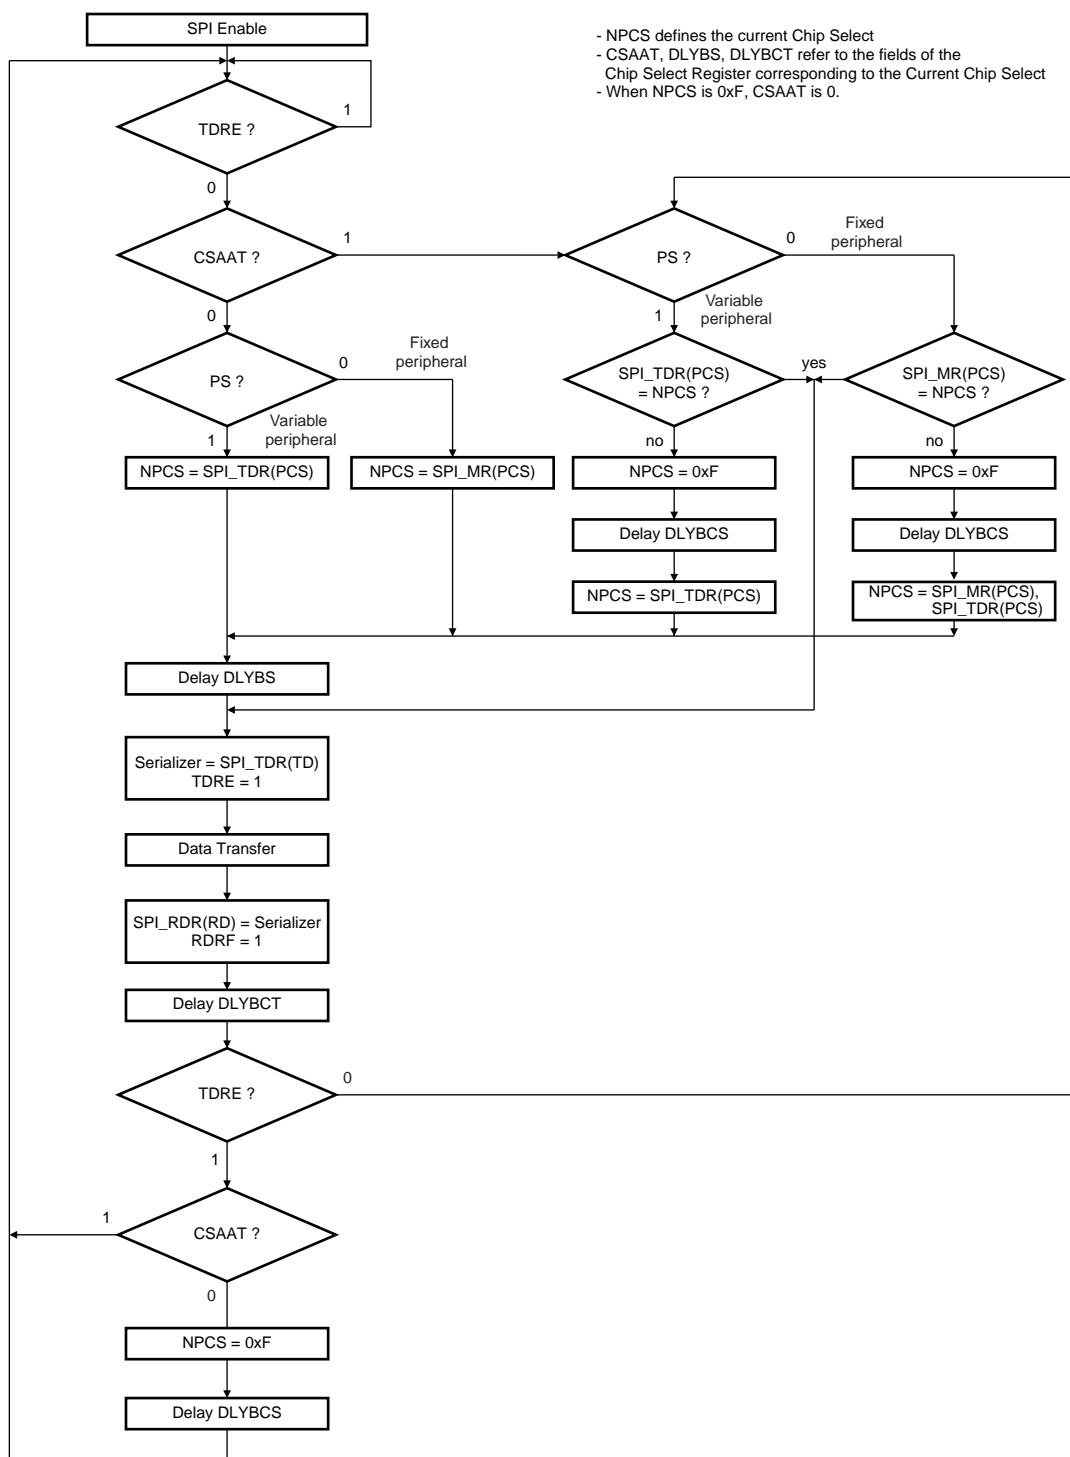 SPI Enable
- NPCS defines the current Chip Select
- CSAAT, DLYBS, DLYBCT refer to the fields of the
Chip Select Register corresponding to the Current Chip Select
- When NPCS is 0xF, CSAAT is 0.
TDRE ?
1
0
CSAAT ?
1
PS ?
0
Fixed
peripheral
0
1
Variable
peripheral
PS ?
0
Fixed
peripheral
SPI_TDR(PCS)
= NPCS ?
yes
SPI_MR(PCS)
= NPCS ?
1
Variable
peripheral
no
no
NPCS = SPI_TDR(PCS)
NPCS = SPI_MR(PCS)
NPCS = 0xF
NPCS = 0xF
Delay DLYBCS
Delay DLYBCS
NPCS = SPI_TDR(PCS)
NPCS = SPI_MR(PCS),
SPI_TDR(PCS)
Delay DLYBS
Serializer = SPI_TDR(TD)
TDRE = 1
Data Transfer
SPI_RDR(RD) = Serializer
RDRF = 1
Delay DLYBCT
TDRE ?
0
1
CSAAT ?
1
0
NPCS = 0xF
Delay DLYBCS